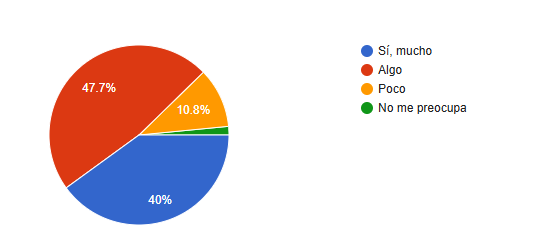 47.7%
10.8%
40%
Sí, mucho
Algo
Poco
No me preocupa